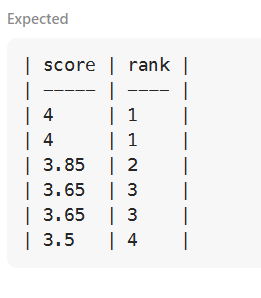 Expected
| score | rank |
| ----- | ---- |
| 4     | 1    |
| 4     | 1    |
| 3.85  | 2    |
| 3.65  | 3    |
| 3.65  | 3    |
| 3.5   | 4    |